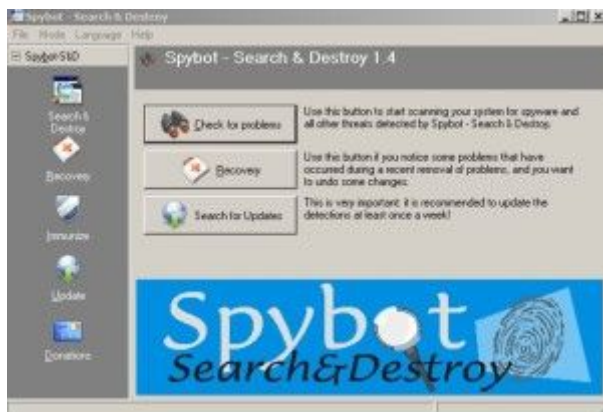 Spybot - Search & Destroy
File Mode Language Help
Spybot-S&D
Spybot - Search & Destroy 1.4
Search & Destroy
Recovery
Immunize
Update
Donations
Check for problems
Use this button to start scanning your system for spyware and
all other threats detected by Spybot - Search & Destroy.
Recovery
Use this button if you notice some problems that have
occurred during a recent removal of problems, and you want
to undo some changes.
Search for Updates
This is very important: it is recommended to update the
detections at least once a week!
Spybot
Search&Destroy